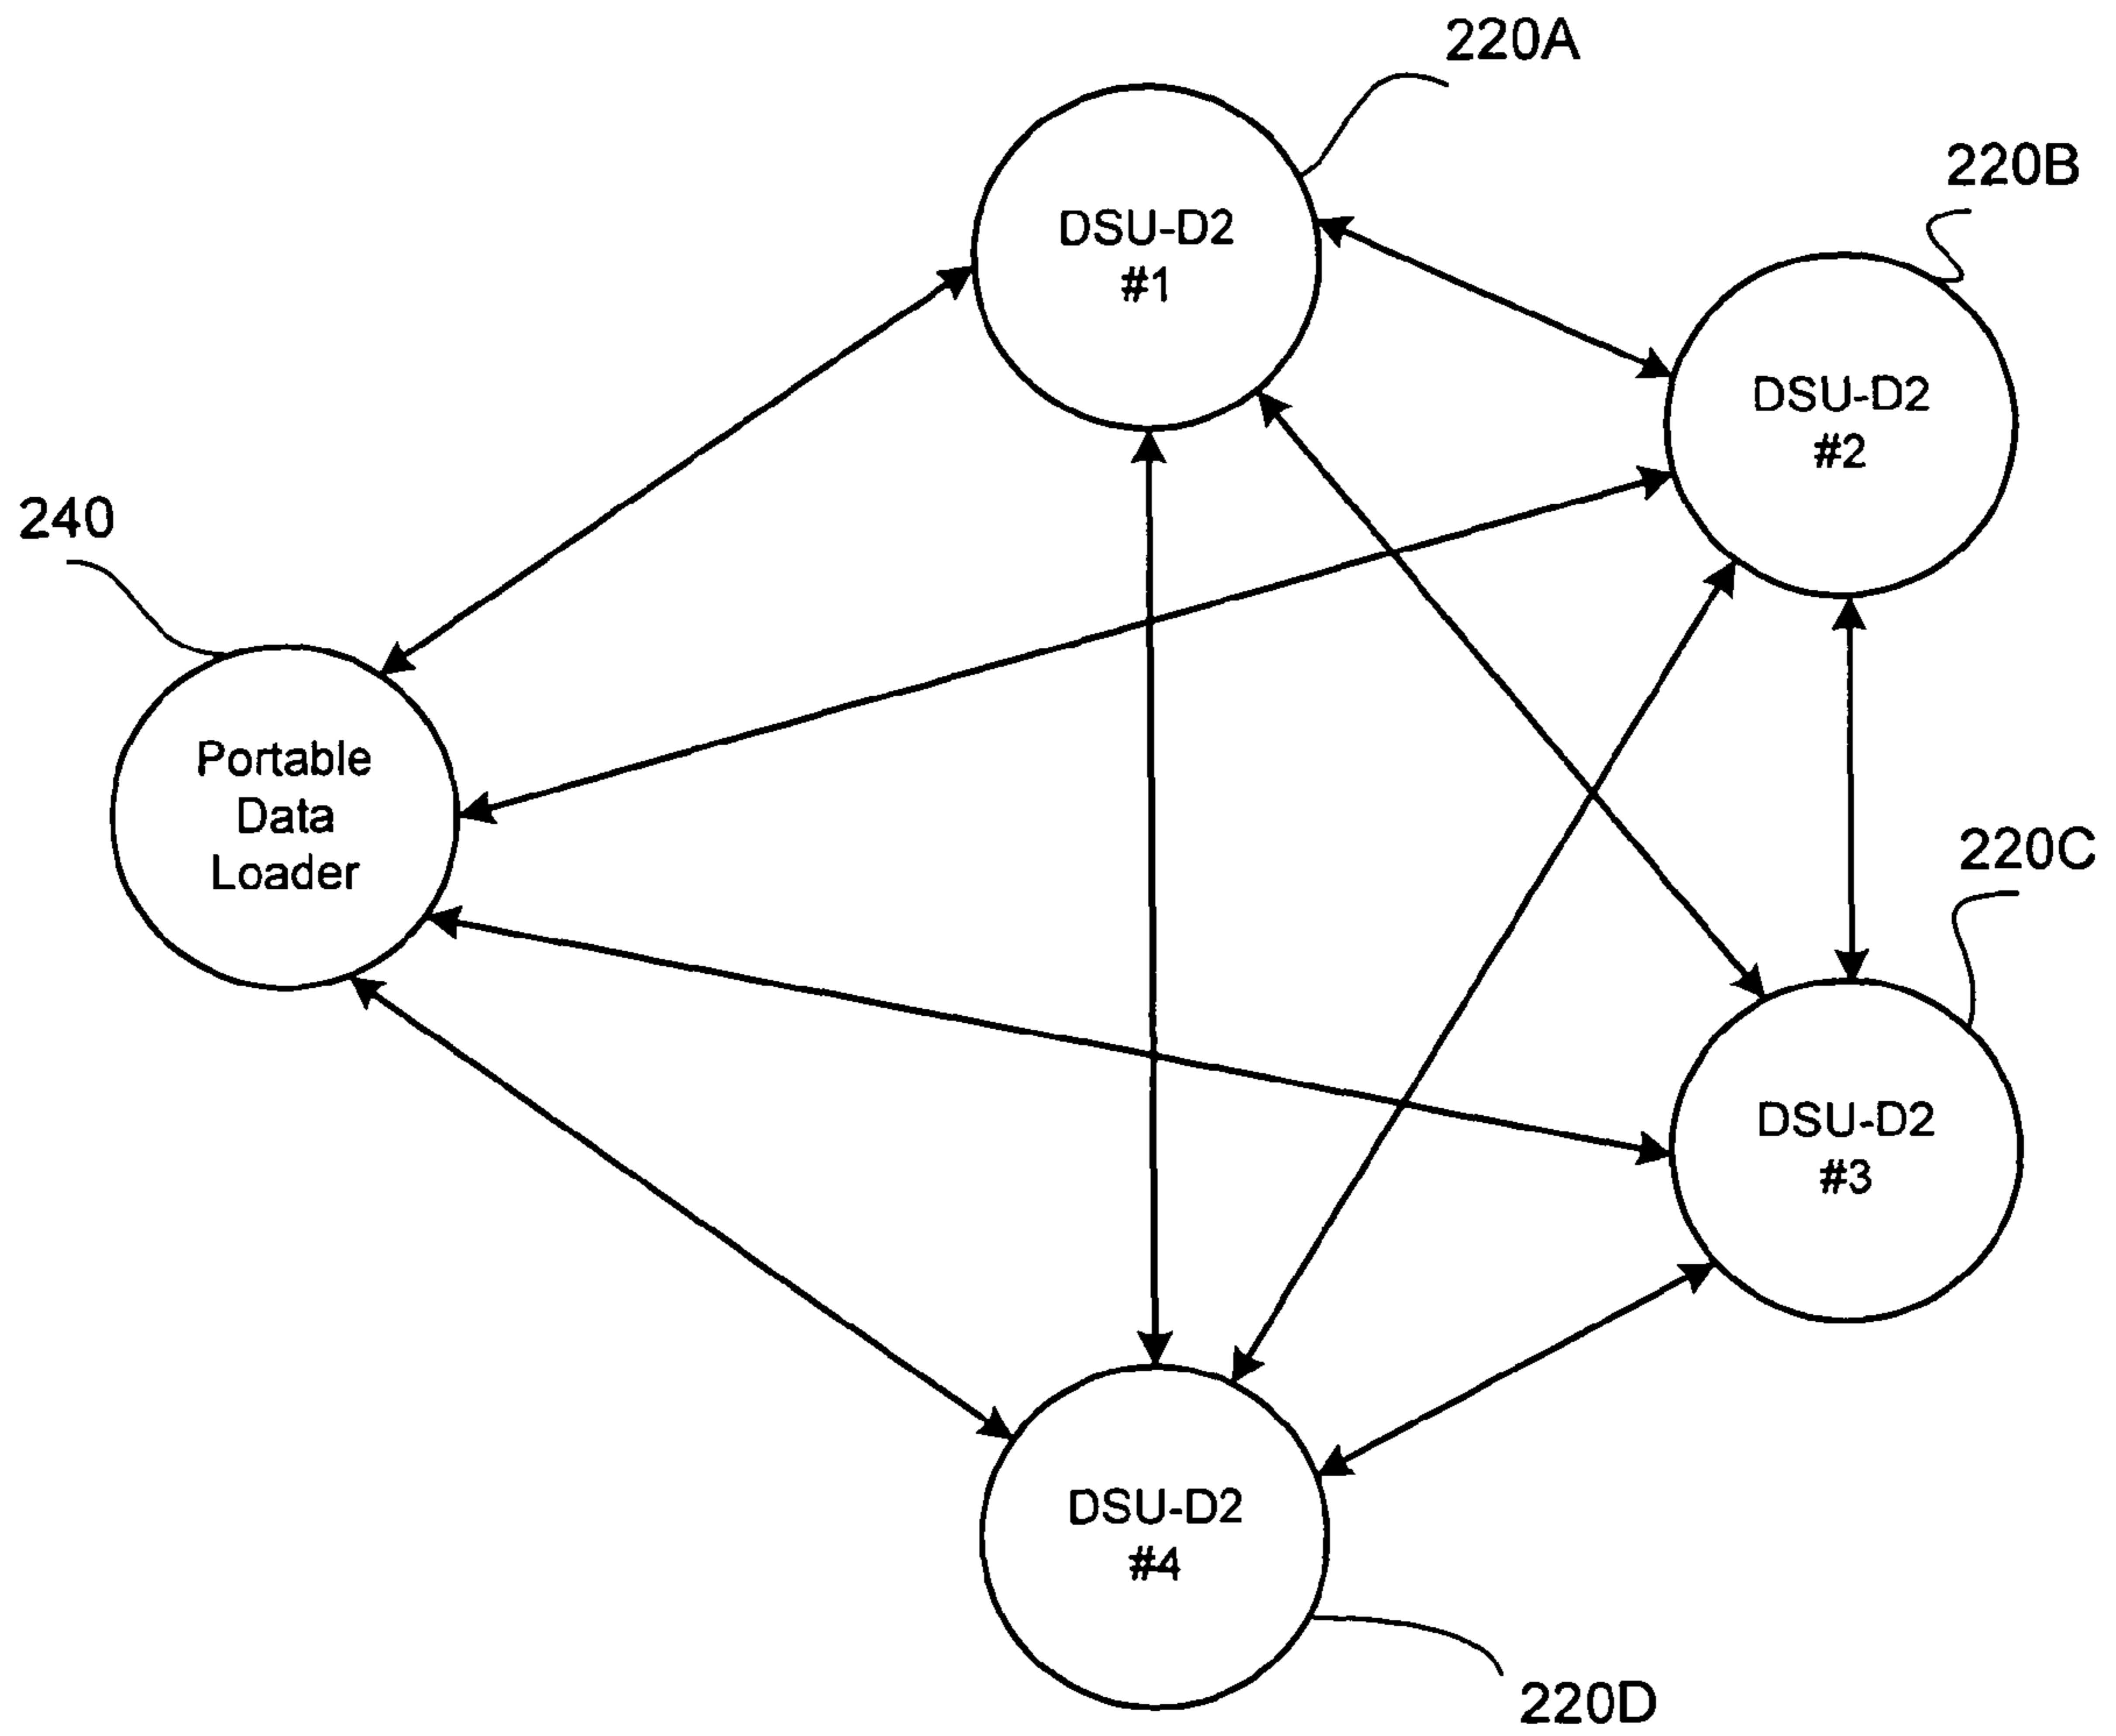 220A
220B
DSU-D2
#1
DSU-D2
#2
240
Portable
Data
Loader
220C
DSU-D2
#3
DSU-D2
#4
220D